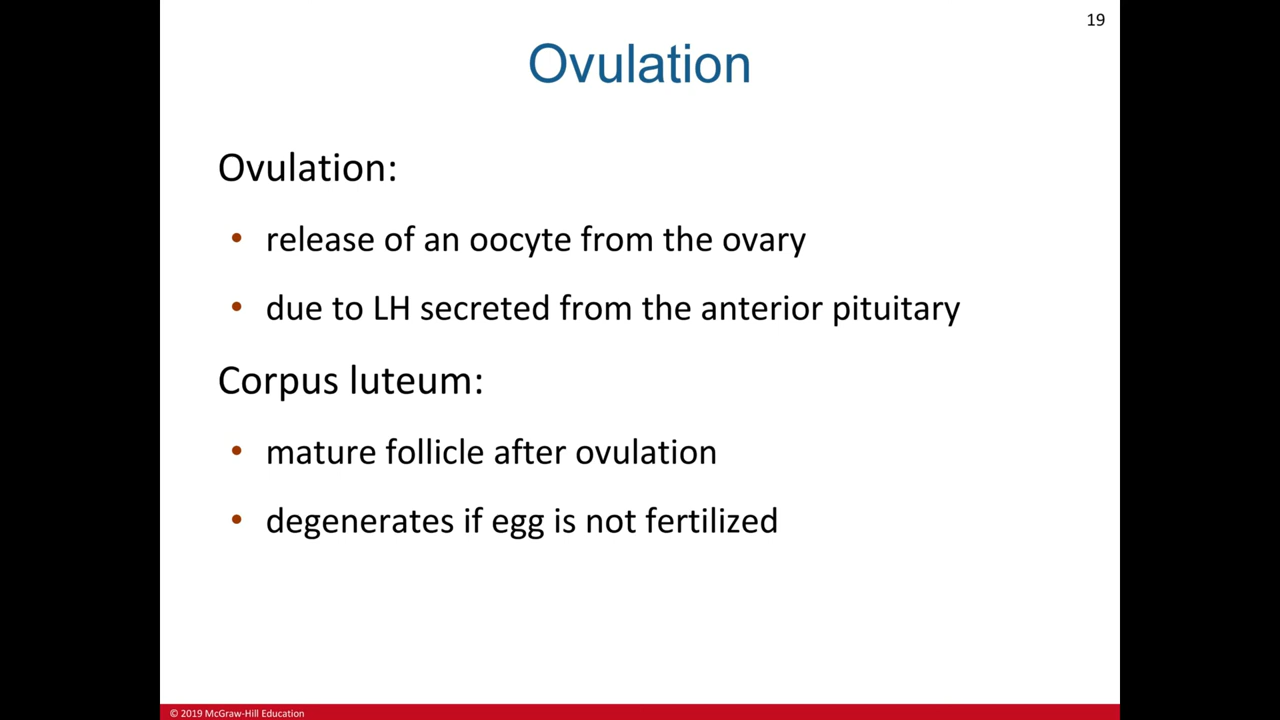 19
Ovulation
Ovulation:
• release of an oocyte from the ovary
• due to LH secreted from the anterior pituitary
Corpus luteum:
• mature follicle after ovulation
• degenerates if egg is not fertilized
© 2019 McGraw-Hill Education